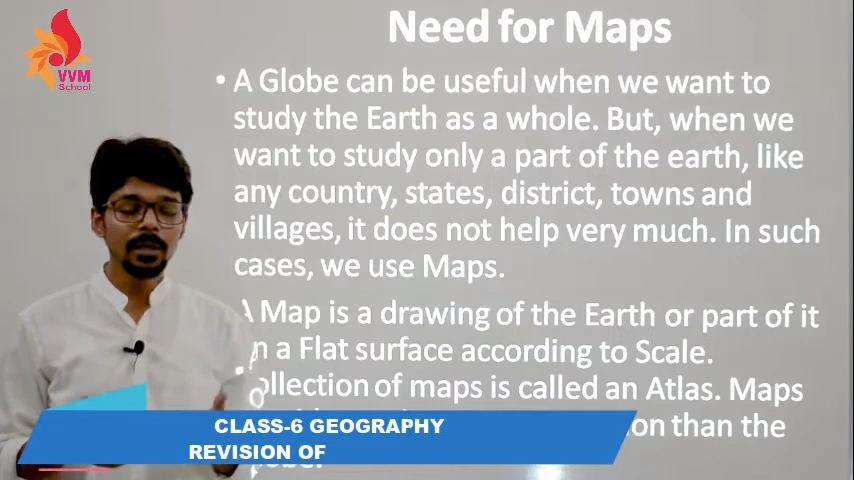 VVM
School
Need for Maps
• A Globe can be useful when we want to
study the Earth as a whole. But, when we
want to study only a part of the earth, like
any country, states, district, towns and
villages, it does not help very much. In such
cases, we use Maps.
Map is a drawing of the Earth or part of it
a Flat surface according to Scale.
of maps is called an Atlas. Maps
than the
CLASS-6 GEOGRAPHY
REVISION OF